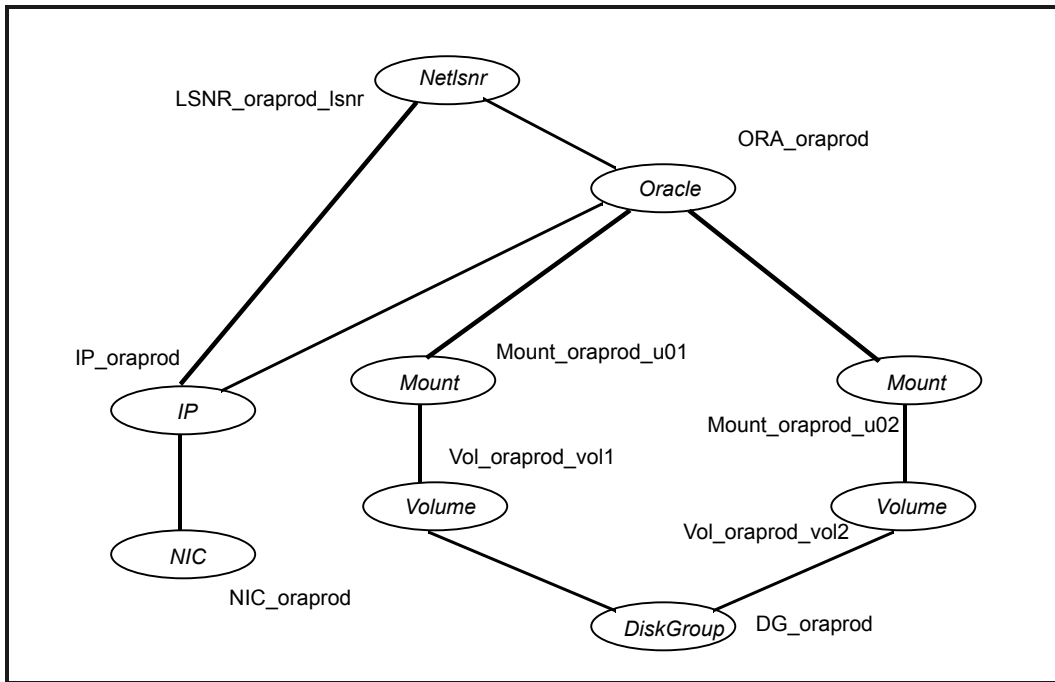 Netlsnr
LSNR_oraprod_lsnr
ORA_oraprod
Oracle
IP_oraprod
Mount_oraprod_u01
Mount
Mount
IP
Mount_oraprod_u02
Vol_oraprod_vol1
Volume
Volume
Vol_oraprod_vol2
NIC
NIC_oraprod
DiskGroup
DG_oraprod